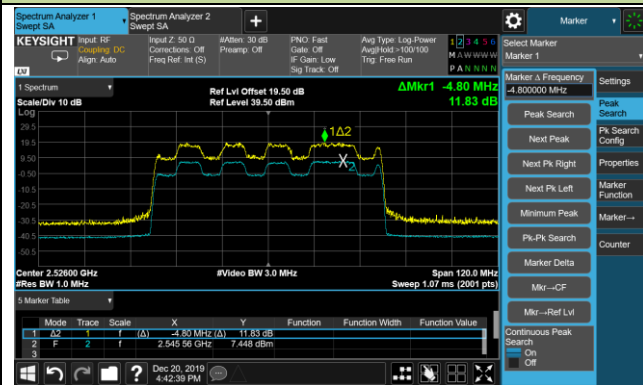 Spectrum Analyzer 1
Swept SA
Spectrum Analyzer 2
Swept SA
+
Marker
KEYSIGHT
Input: RF
Coupling: DC
Align: Auto
Input Z: 50 Ω
Corrections: Off
Freq Ref: Int (S)
#Atten: 30 dB
Preamp: Off
PNO: Fast
Gate: Off
IF Gain: Low
Sig Track: Off
Avg Type: Log-Power
Avg|Hold:>100/100
Trig: Free Run
1 2 3 4 5 6
M A W W W W
P A N N N N
LXI
Select Marker
Marker 1
Marker Δ Frequency
-4.800000 MHz
Settings
Peak Search
Peak
Search
Next Peak
Pk Search
Config
Next Pk Right
Properties
Next Pk Left
Marker
Function
Minimum Peak
Marker→
Pk-Pk Search
Counter
Marker Delta
Mkr→CF
Mkr→Ref Lvl
Continuous Peak
Search
On
Off
1 Spectrum
Scale/Div 10 dB
Log
Ref Lvl Offset 19.50 dB
Ref Level 39.50 dBm
ΔMkr1 -4.80 MHz
11.83 dB
29.5
19.5
9.50
-0.50
-10.5
-20.5
-30.5
-40.5
-50.5
1Δ2
X2
Center 2.52600 GHz
#Res BW 1.0 MHz
#Video BW 3.0 MHz
Span 120.0 MHz
Sweep 1.07 ms (2001 pts)
5 Marker Table
Mode Trace Scale X Y Function Function Width Function Value
1 Δ2 1 f (Δ) -4.80 MHz (Δ) 11.83 dB
2 F 2 f 2.545 56 GHz 7.448 dBm
3
?
Dec 20, 2019
4:42:39 PM